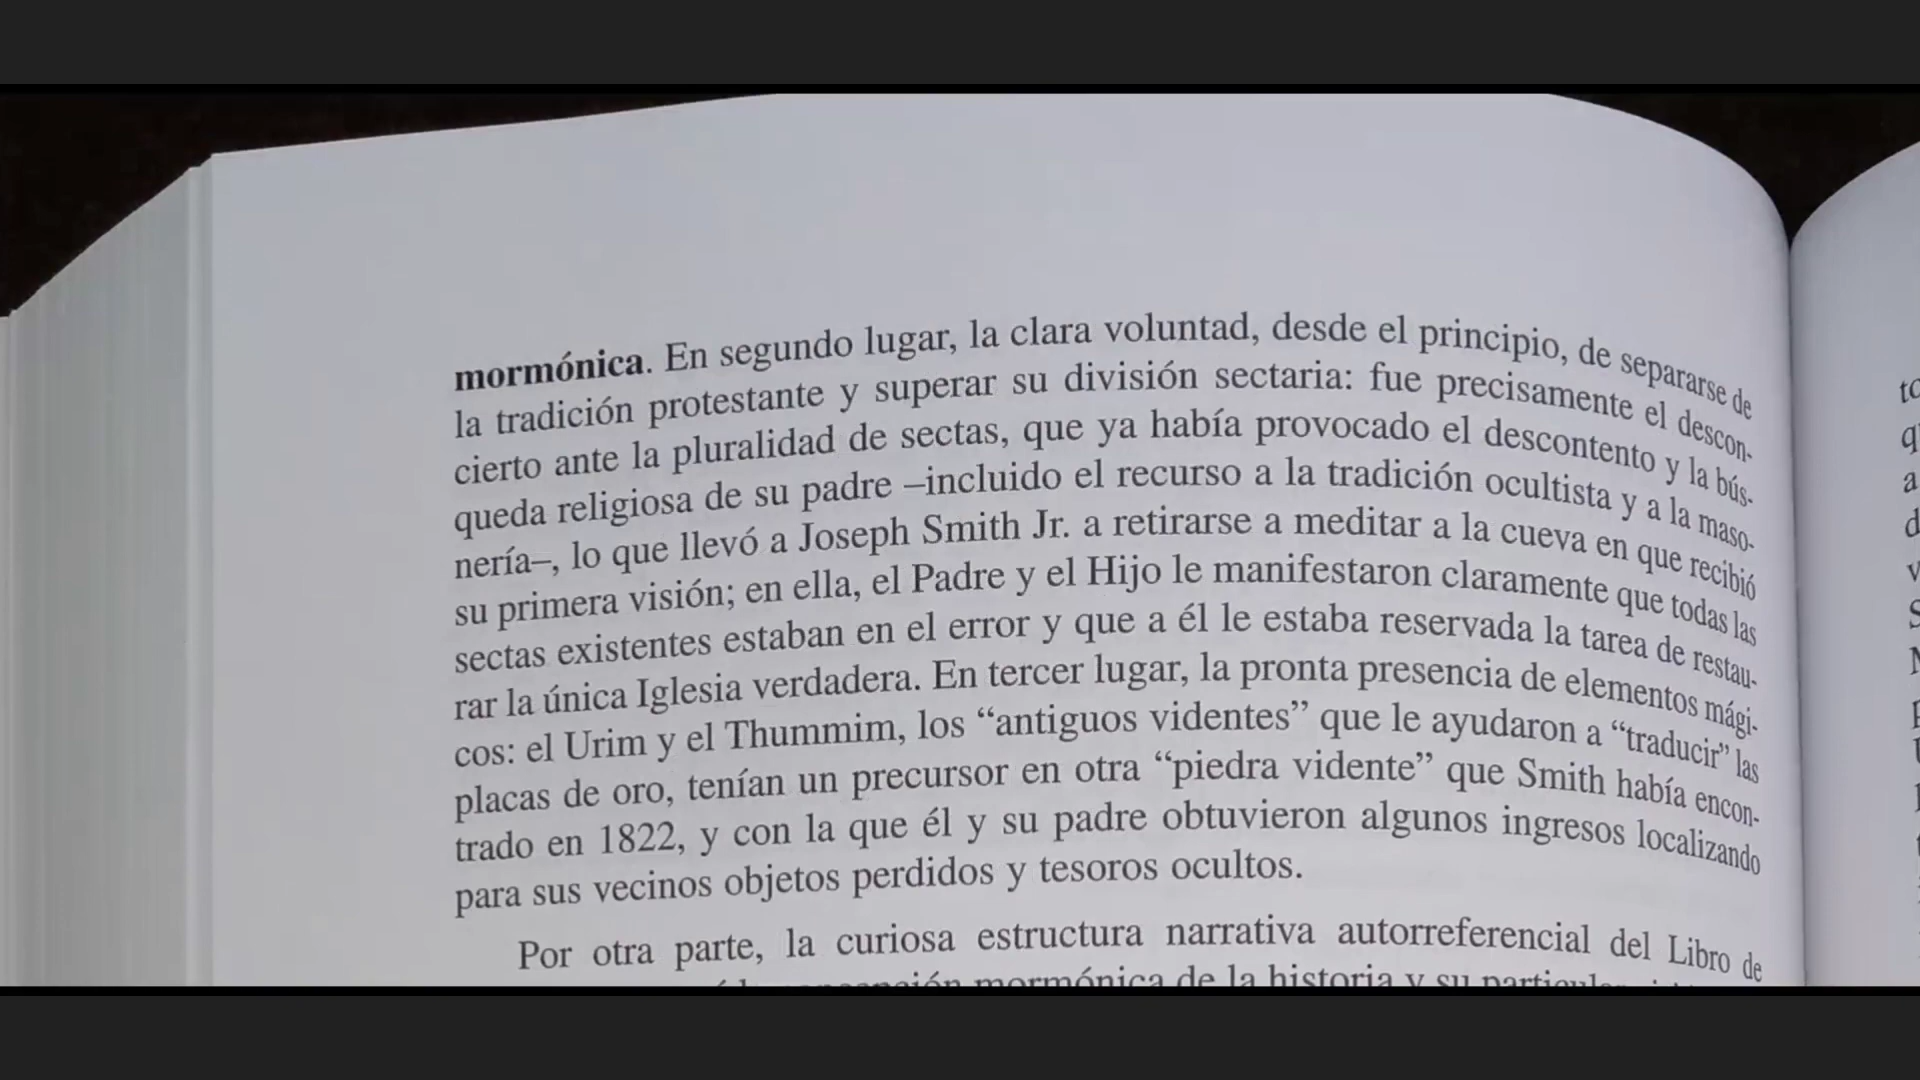 mormónica. En segundo lugar, la clara voluntad, desde el principio, de separarse de
la tradición protestante y superar su división sectaria: fue precisamente el descon-
cierto ante la pluralidad de sectas, que ya había provocado el descontento y la bús-
queda religiosa de su padre –incluido el recurso a la tradición ocultista y a la maso-
nería–, lo que llevó a Joseph Smith Jr. a retirarse a meditar a la cueva en que recibió
su primera visión; en ella, el Padre y el Hijo le manifestaron claramente que todas las
sectas existentes estaban en el error y que a él le estaba reservada la tarea de restau-
rar la única Iglesia verdadera. En tercer lugar, la pronta presencia de elementos mági-
cos: el Urim y el Thummim, los “antiguos videntes” que le ayudaron a “traducir” las
placas de oro, tenían un precursor en otra “piedra vidente” que Smith había encon-
trado en 1822, y con la que él y su padre obtuvieron algunos ingresos localizando
para sus vecinos objetos perdidos y tesoros ocultos.
Por otra parte, la curiosa estructura narrativa autorreferencial del Libro de
mormónica de la historia y su